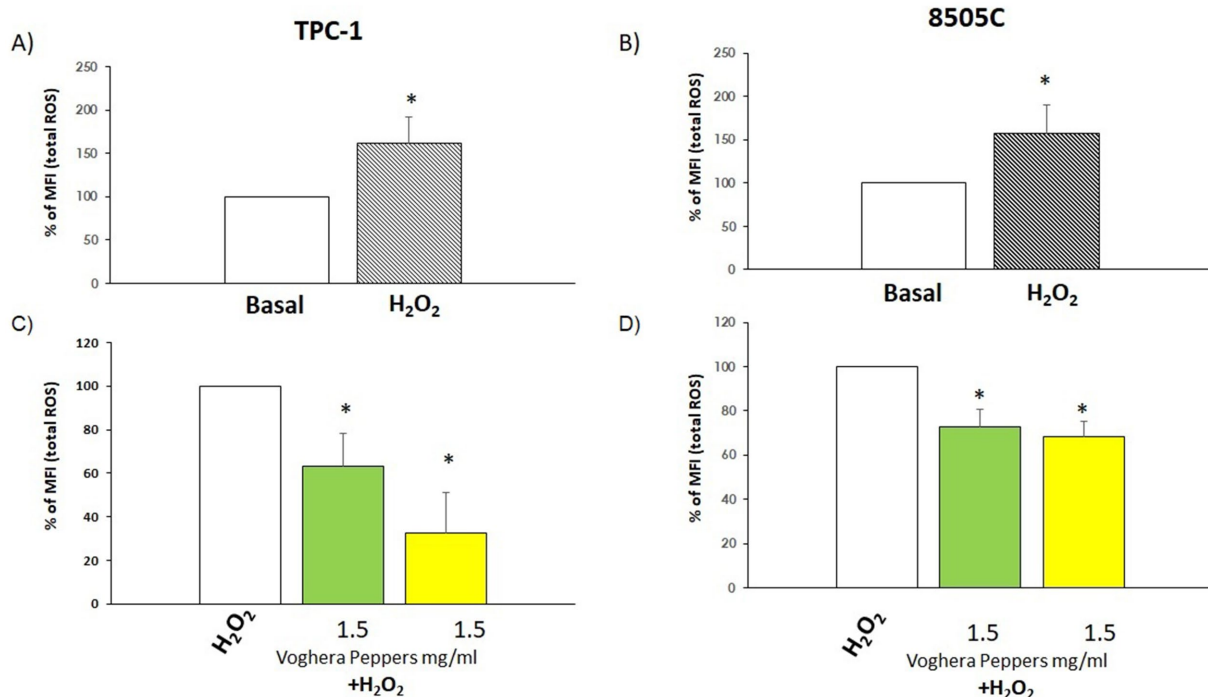 TPC-1
8505C
A)
B)
% of MFI (total ROS)
250
200
150
100
50
0
*
Basal
H₂O₂
% of MFI (total ROS)
250
200
150
100
50
0
*
Basal
H₂O₂
C)
D)
% of MFI (total ROS)
120
100
80
60
40
20
0
*
*
H₂O₂
1.5
1.5
Voghera Peppers mg/ml
+H₂O₂
% of MFI (total ROS)
120
100
80
60
40
20
0
*
*
H₂O₂
1.5
1.5
Voghera Peppers mg/ml
+H₂O₂